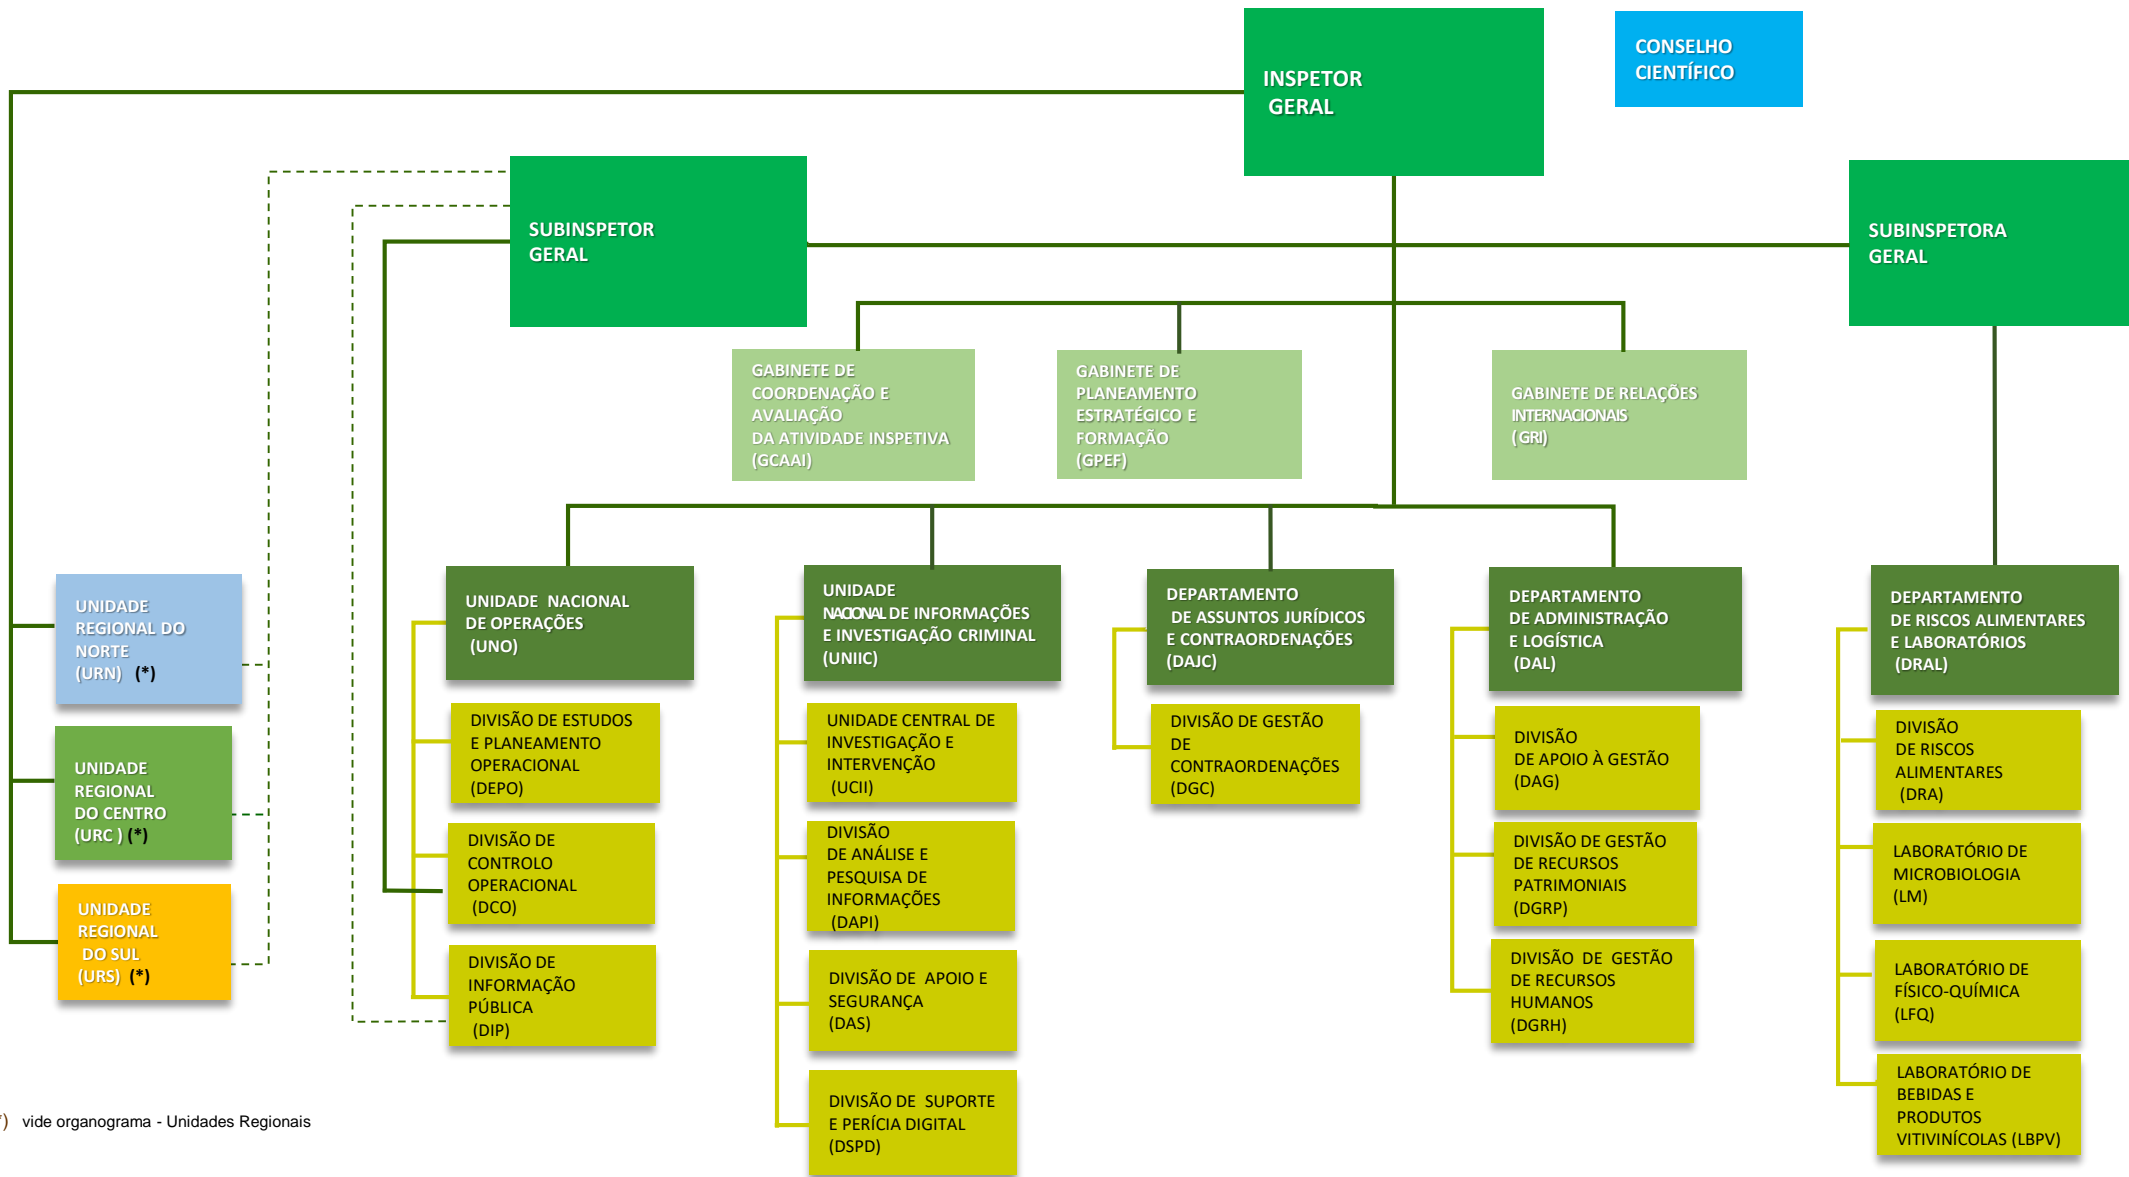 CONSELHO
CIENTÍFICO
INSPETOR
GERAL
SUBINSPETOR
GERAL
SUBINSPETORA
GERAL
GABINETE DE
COORDENAÇÃO E
AVALIAÇÃO
DA ATIVIDADE INSPETIVA
(GCAAI)
GABINETE DE
PLANEAMENTO
ESTRATÉGICO E
FORMAÇÃO
(GPEF)
GABINETE DE RELAÇÕES
INTERNACIONAIS
( GRI)
UNIDADE
REGIONAL DO
NORTE
(URN) (*)
UNIDADE
REGIONAL
DO CENTRO
(URC ) (*)
UNIDADE
REGIONAL
DO SUL
(URS) (*)
UNIDADE NACIONAL
DE OPERAÇÕES
(UNO)
DIVISÃO DE ESTUDOS
E PLANEAMENTO
OPERACIONAL
(DEPO)
DIVISÃO DE
CONTROLO
OPERACIONAL
(DCO)
DIVISÃO DE
INFORMAÇÃO
PÚBLICA
(DIP)
UNIDADE
NACIONAL DE INFORMAÇÕES
E INVESTIGAÇÃO CRIMINAL
(UNIIC)
UNIDADE CENTRAL DE
INVESTIGAÇÃO E
INTERVENÇÃO
(UCII)
DIVISÃO
DE ANÁLISE E
PESQUISA DE
INFORMAÇÕES
(DAPI)
DIVISÃO DE APOIO E
SEGURANÇA
(DAS)
DIVISÃO DE SUPORTE
E PERÍCIA DIGITAL
(DSPD)
DEPARTAMENTO
DE ASSUNTOS JURÍDICOS
E CONTRAORDENAÇÕES
(DAJC)
DIVISÃO DE GESTÃO
DE
CONTRAORDENAÇÕES
(DGC)
DEPARTAMENTO
DE ADMINISTRAÇÃO
E LOGÍSTICA
(DAL)
DIVISÃO
DE APOIO À GESTÃO
(DAG)
DIVISÃO DE GESTÃO
DE RECURSOS
PATRIMONIAIS
(DGRP)
DIVISÃO DE GESTÃO
DE RECURSOS
HUMANOS
(DGRH)
DEPARTAMENTO
DE RISCOS ALIMENTARES
E LABORATÓRIOS
(DRAL)
DIVISÃO
DE RISCOS
ALIMENTARES
(DRA)
LABORATÓRIO DE
MICROBIOLOGIA
(LM)
LABORATÓRIO DE
FÍSICO-QUÍMICA
(LFQ)
LABORATÓRIO DE
BEBIDAS E
PRODUTOS
VITIVINÍCOLAS (LBPV)
*) vide organograma - Unidades Regionais